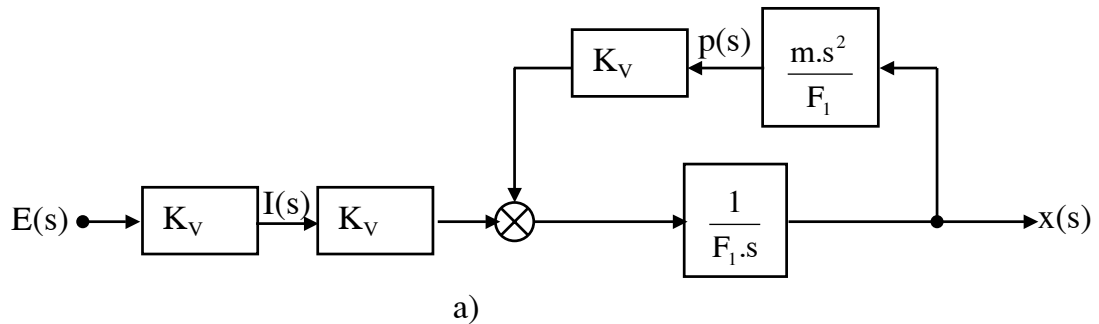 p(s)
K_V
m.s²
F₁
E(s)
K_V
I(s)
K_V
1
F₁.s
x(s)
a)